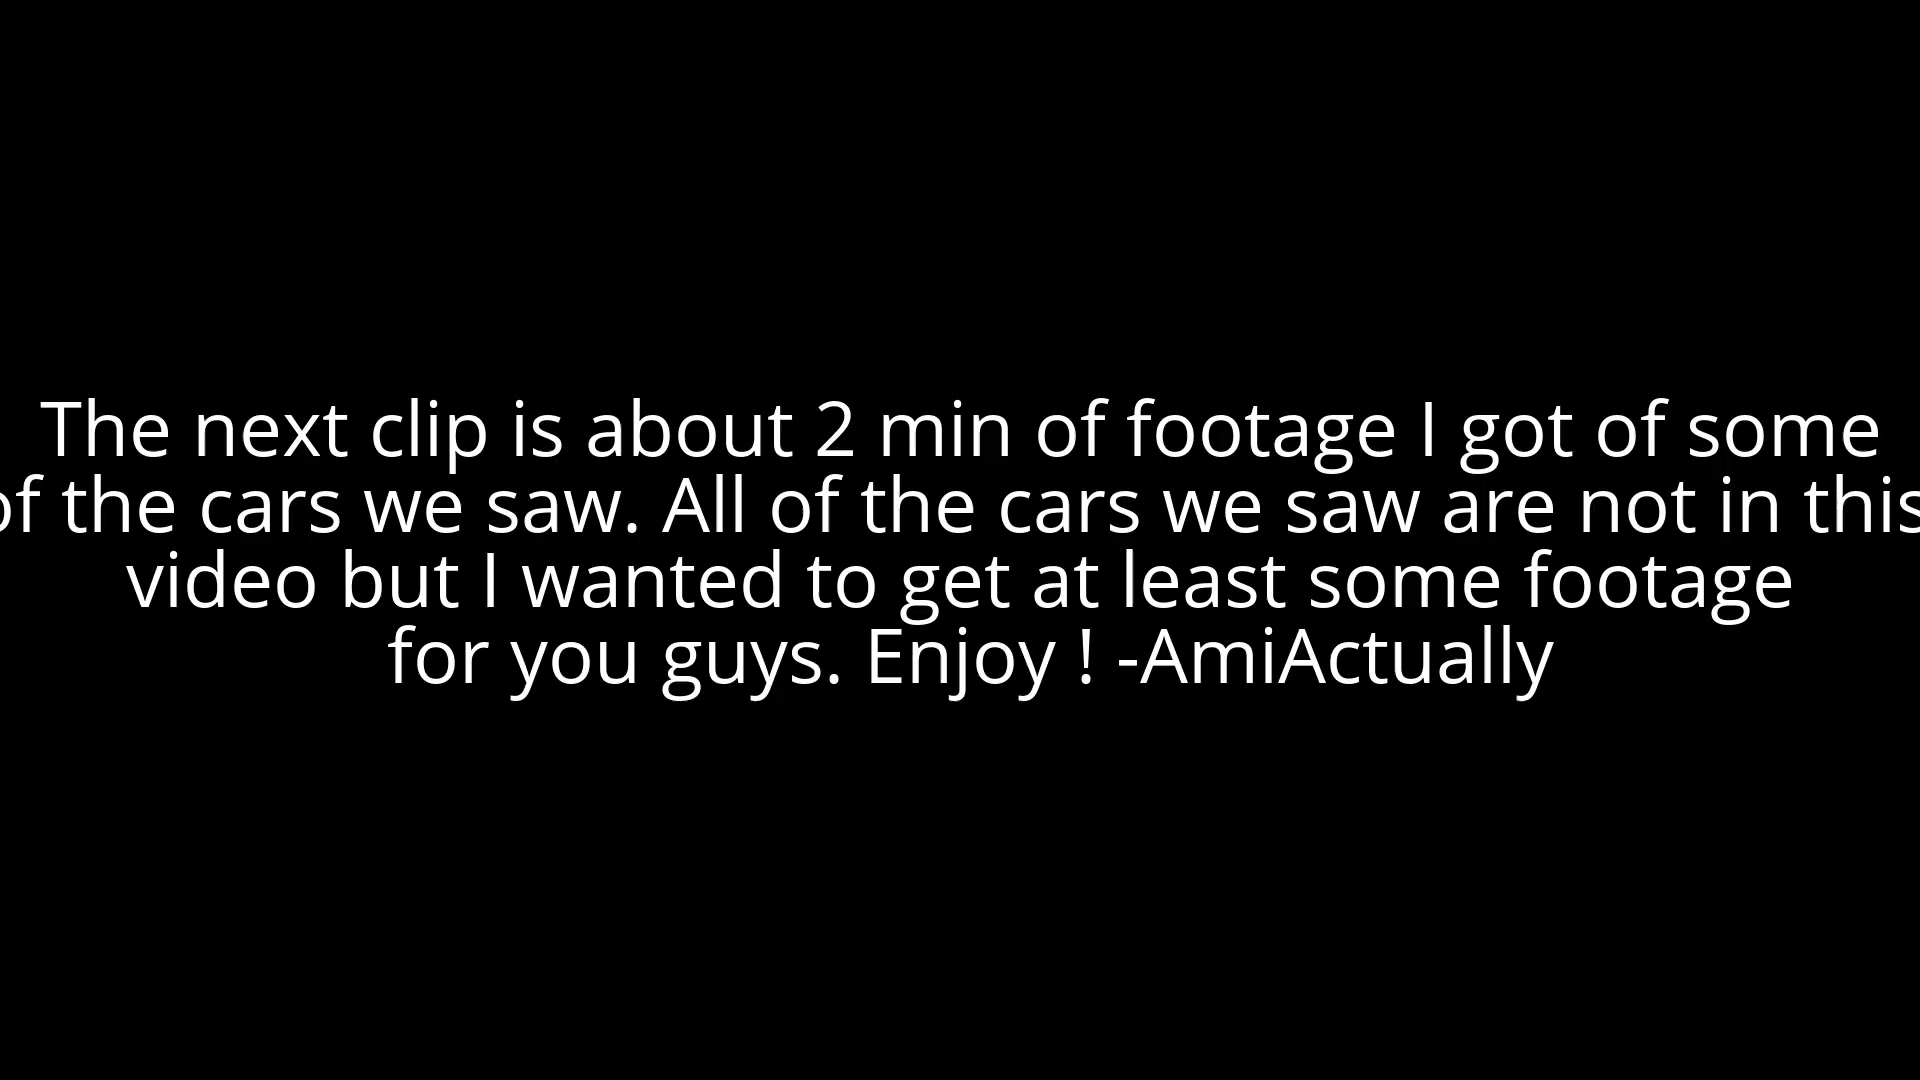 The next clip is about 2 min of footage I got of some
of the cars we saw. All of the cars we saw are not in this
video but I wanted to get at least some footage
for you guys. Enjoy ! -AmiActually